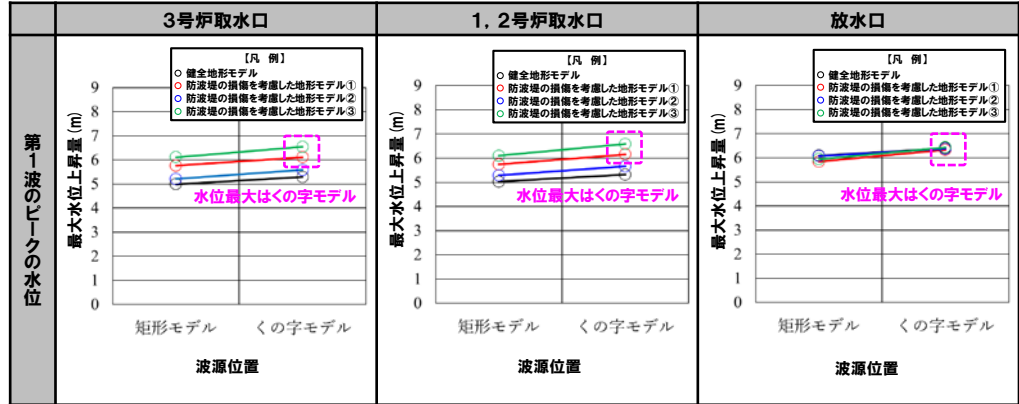 3号炉取水口
1，2号炉取水口
放水口
第1波のピークの水位
【凡 例】
健全地形モデル
防波堤の損傷を考慮した地形モデル①
防波堤の損傷を考慮した地形モデル②
防波堤の損傷を考慮した地形モデル③
最大水位上昇量(m)
9
8
7
6
5
4
3
2
1
0
水位最大はくの字モデル
矩形モデル
くの字モデル
波源位置
【凡 例】
健全地形モデル
防波堤の損傷を考慮した地形モデル①
防波堤の損傷を考慮した地形モデル②
防波堤の損傷を考慮した地形モデル③
最大水位上昇量(m)
9
8
7
6
5
4
3
2
1
0
水位最大はくの字モデル
矩形モデル
くの字モデル
波源位置
【凡 例】
健全地形モデル
防波堤の損傷を考慮した地形モデル①
防波堤の損傷を考慮した地形モデル②
防波堤の損傷を考慮した地形モデル③
最大水位上昇量(m)
9
8
7
6
5
4
3
2
1
0
水位最大はくの字モデル
矩形モデル
くの字モデル
波源位置